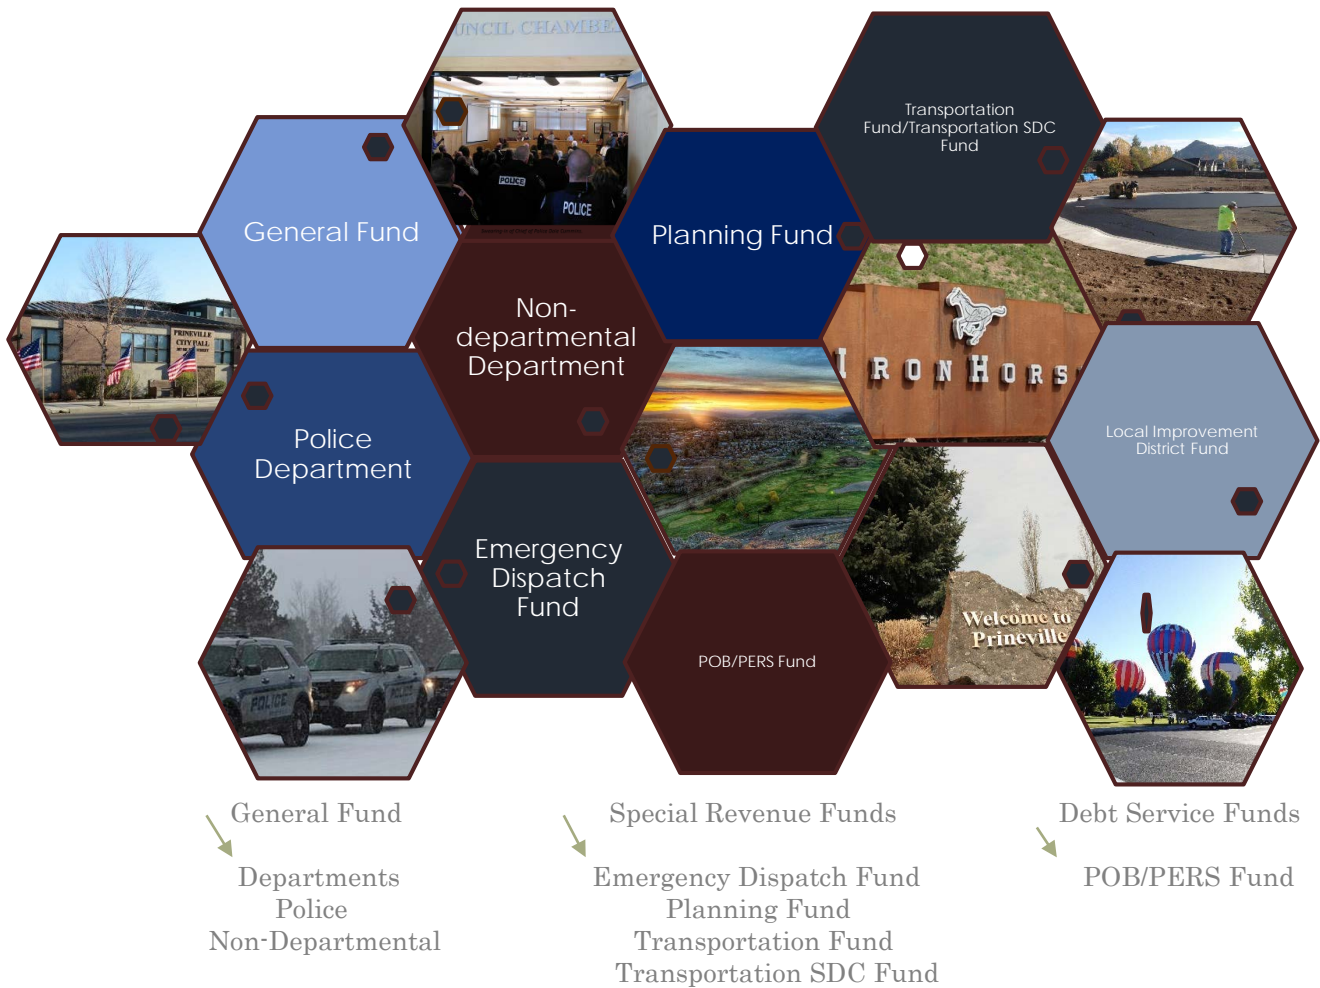 UNCIL CHAMBE
POLICE
POLICE
Transportation
Fund/Transportation SDC
Fund
General Fund
Planning Fund
PRINEVILLE
CITY HALL
Non-
departmental
Department
IRONHORS
Police
Department
Local Improvement
District Fund
Emergency
Dispatch
Fund
Welcome to
Prineville
POB/PERS Fund
POLICE
POLICE
General Fund
Departments
Police
Non-Departmental
Special Revenue Funds
Emergency Dispatch Fund
Planning Fund
Transportation Fund
Transportation SDC Fund
Debt Service Funds
POB/PERS Fund